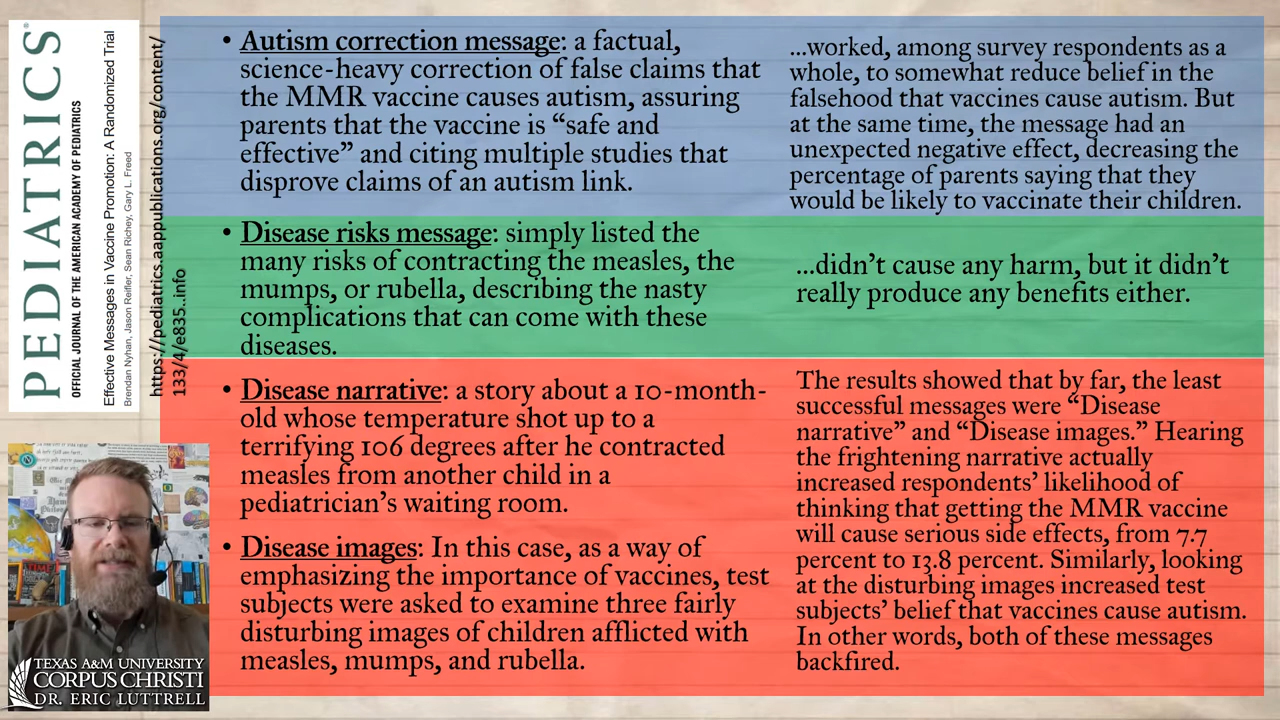 PEDIATRICS®
OFFICIAL JOURNAL OF THE AMERICAN ACADEMY OF PEDIATRICS
Effective Messages in Vaccine Promotion: A Randomized Trial
Brendan Nyhan, Jason Reifler, Sean Richey, Gary L. Freed
https://pediatrics.aappublications.org/content/
133/4/e835..info
• Autism correction message: a factual,
science-heavy correction of false claims that
the MMR vaccine causes autism, assuring
parents that the vaccine is “safe and
effective” and citing multiple studies that
disprove claims of an autism link.
...worked, among survey respondents as a
whole, to somewhat reduce belief in the
falsehood that vaccines cause autism. But
at the same time, the message had an
unexpected negative effect, decreasing the
percentage of parents saying that they
would be likely to vaccinate their children.
• Disease risks message: simply listed the
many risks of contracting the measles, the
mumps, or rubella, describing the nasty
complications that can come with these
diseases.
...didn’t cause any harm, but it didn’t
really produce any benefits either.
• Disease narrative: a story about a 10-month-
old whose temperature shot up to a
terrifying 106 degrees after he contracted
measles from another child in a
pediatrician’s waiting room.
• Disease images: In this case, as a way of
emphasizing the importance of vaccines, test
subjects were asked to examine three fairly
disturbing images of children afflicted with
measles, mumps, and rubella.
The results showed that by far, the least
successful messages were “Disease
narrative” and “Disease images.” Hearing
the frightening narrative actually
increased respondents’ likelihood of
thinking that getting the MMR vaccine
will cause serious side effects, from 7.7
percent to 13.8 percent. Similarly, looking
at the disturbing images increased test
subjects’ belief that vaccines cause autism.
In other words, both of these messages
backfired.
TIME
TEXAS A&M UNIVERSITY
CORPUS CHRISTI
DR. ERIC LUTTRELL